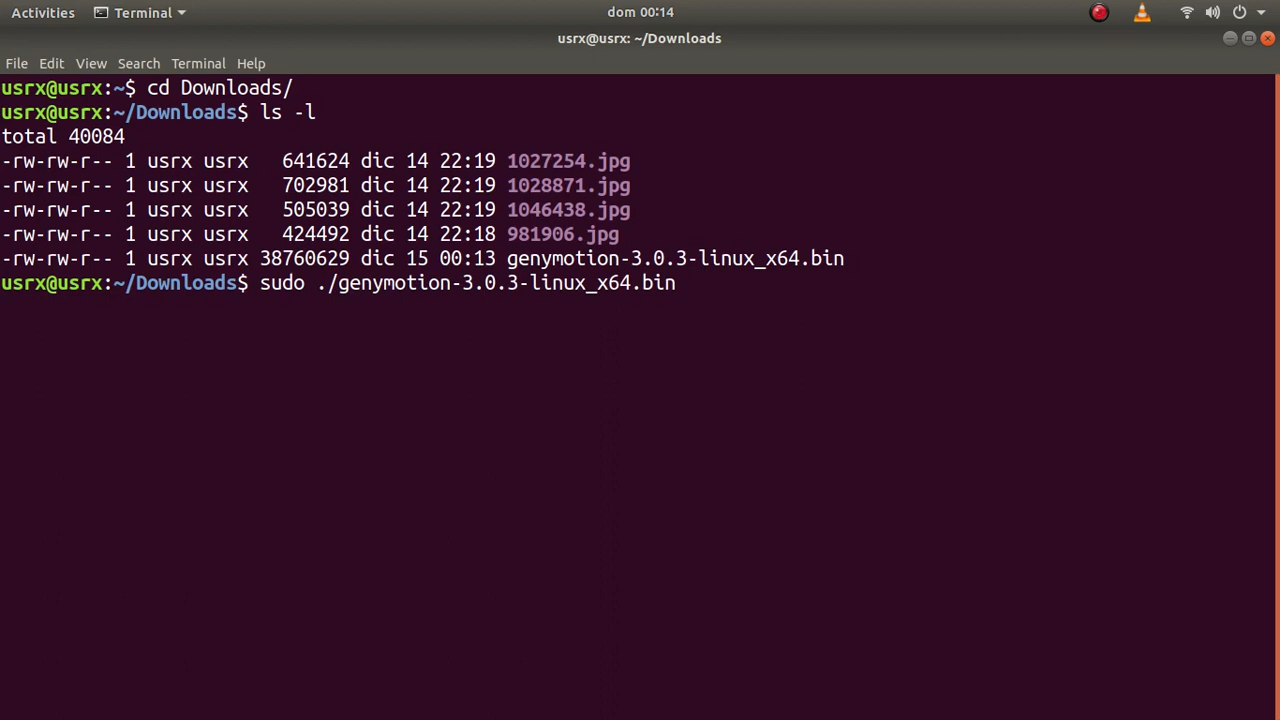 Activities Terminal dom 00:14
usrx@usrx: ~/Downloads
File Edit View Search Terminal Help
usrx@usrx:~$ cd Downloads/
usrx@usrx:~/Downloads$ ls -l
total 40084
-rw-rw-r-- 1 usrx usrx   641624 dic 14 22:19 1027254.jpg
-rw-rw-r-- 1 usrx usrx   702981 dic 14 22:19 1028871.jpg
-rw-rw-r-- 1 usrx usrx   505039 dic 14 22:19 1046438.jpg
-rw-rw-r-- 1 usrx usrx   424492 dic 14 22:18 981906.jpg
-rw-rw-r-- 1 usrx usrx 38760629 dic 15 00:13 genymotion-3.0.3-linux_x64.bin
usrx@usrx:~/Downloads$ sudo ./genymotion-3.0.3-linux_x64.bin